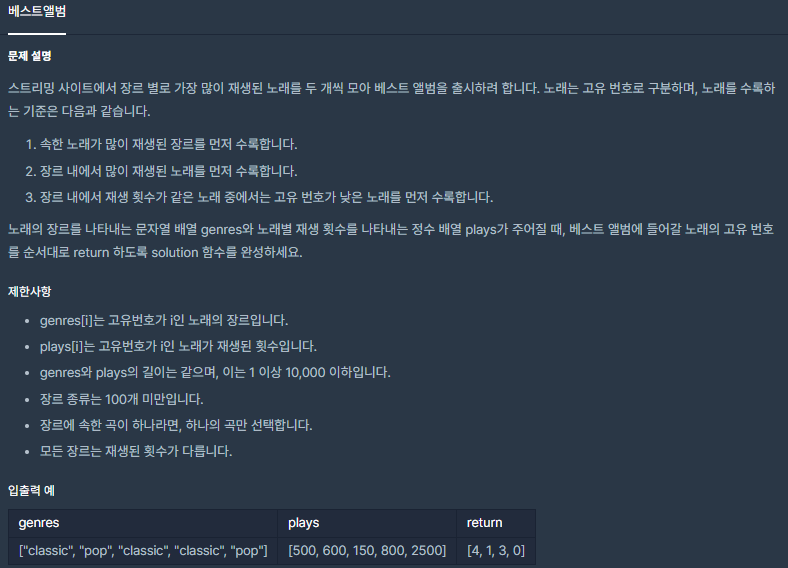 베스트앨범
문제 설명
스트리밍 사이트에서 장르 별로 가장 많이 재생된 노래를 두 개씩 모아 베스트 앨범을 출시하려 합니다. 노래는 고유 번호로 구분하며, 노래를 수록하
는 기준은 다음과 같습니다.
1. 속한 노래가 많이 재생된 장르를 먼저 수록합니다.
2. 장르 내에서 많이 재생된 노래를 먼저 수록합니다.
3. 장르 내에서 재생 횟수가 같은 노래 중에서는 고유 번호가 낮은 노래를 먼저 수록합니다.
노래의 장르를 나타내는 문자열 배열 genres와 노래별 재생 횟수를 나타내는 정수 배열 plays가 주어질 때, 베스트 앨범에 들어갈 노래의 고유 번호
를 순서대로 return 하도록 solution 함수를 완성하세요.
제한사항
• genres[i]는 고유번호가 i인 노래의 장르입니다.
• plays[i]는 고유번호가 i인 노래가 재생된 횟수입니다.
• genres와 plays의 길이는 같으며, 이는 1 이상 10,000 이하입니다.
• 장르 종류는 100개 미만입니다.
• 장르에 속한 곡이 하나라면, 하나의 곡만 선택합니다.
• 모든 장르는 재생된 횟수가 다릅니다.
입출력 예
genres plays return
["classic", "pop", "classic", "classic", "pop"] [500, 600, 150, 800, 2500] [4, 1, 3, 0]